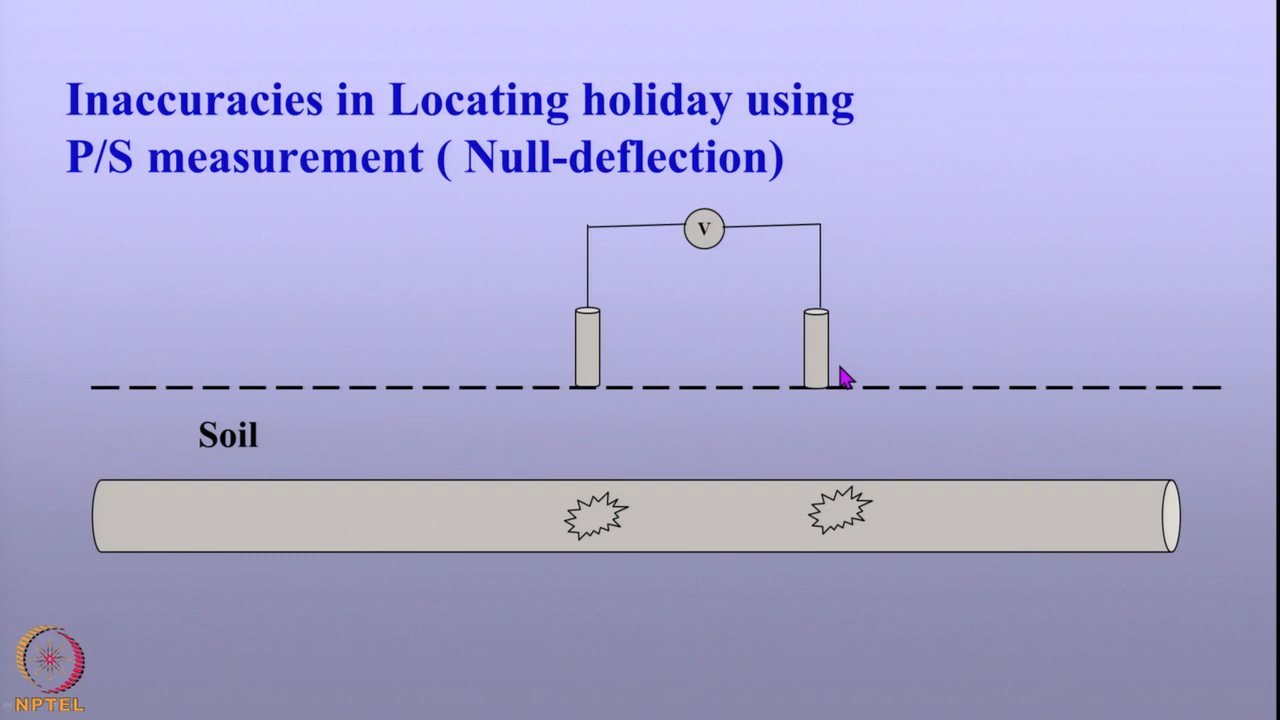 Inaccuracies in Locating holiday using
P/S measurement ( Null-deflection)
V
Soil
NPTEL